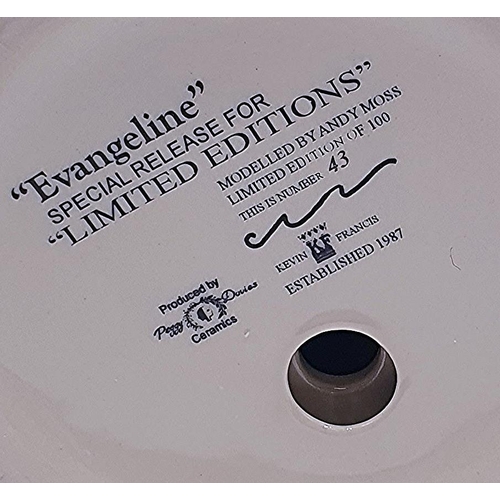 "Evangeline"
SPECIAL RELEASE FOR
"LIMITED EDITIONS"
MODELLED BY ANDY MOSS
LIMITED EDITION OF 100
THIS IS NUMBER 43
KEVIN KF FRANCIS
ESTABLISHED 1987
Produced by
Peggy Davies
Ceramics